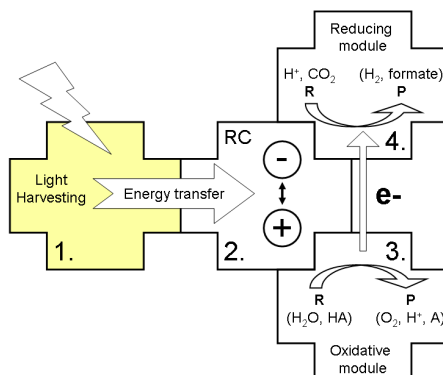 Reducing
module
H⁺, CO₂ (H₂, formate)
R P
4.
RC
-
+
Light
Harvesting
Energy transfer
e-
1.
2.
3.
R P
(H₂O, HA) (O₂, H⁺, A)
Oxidative
module